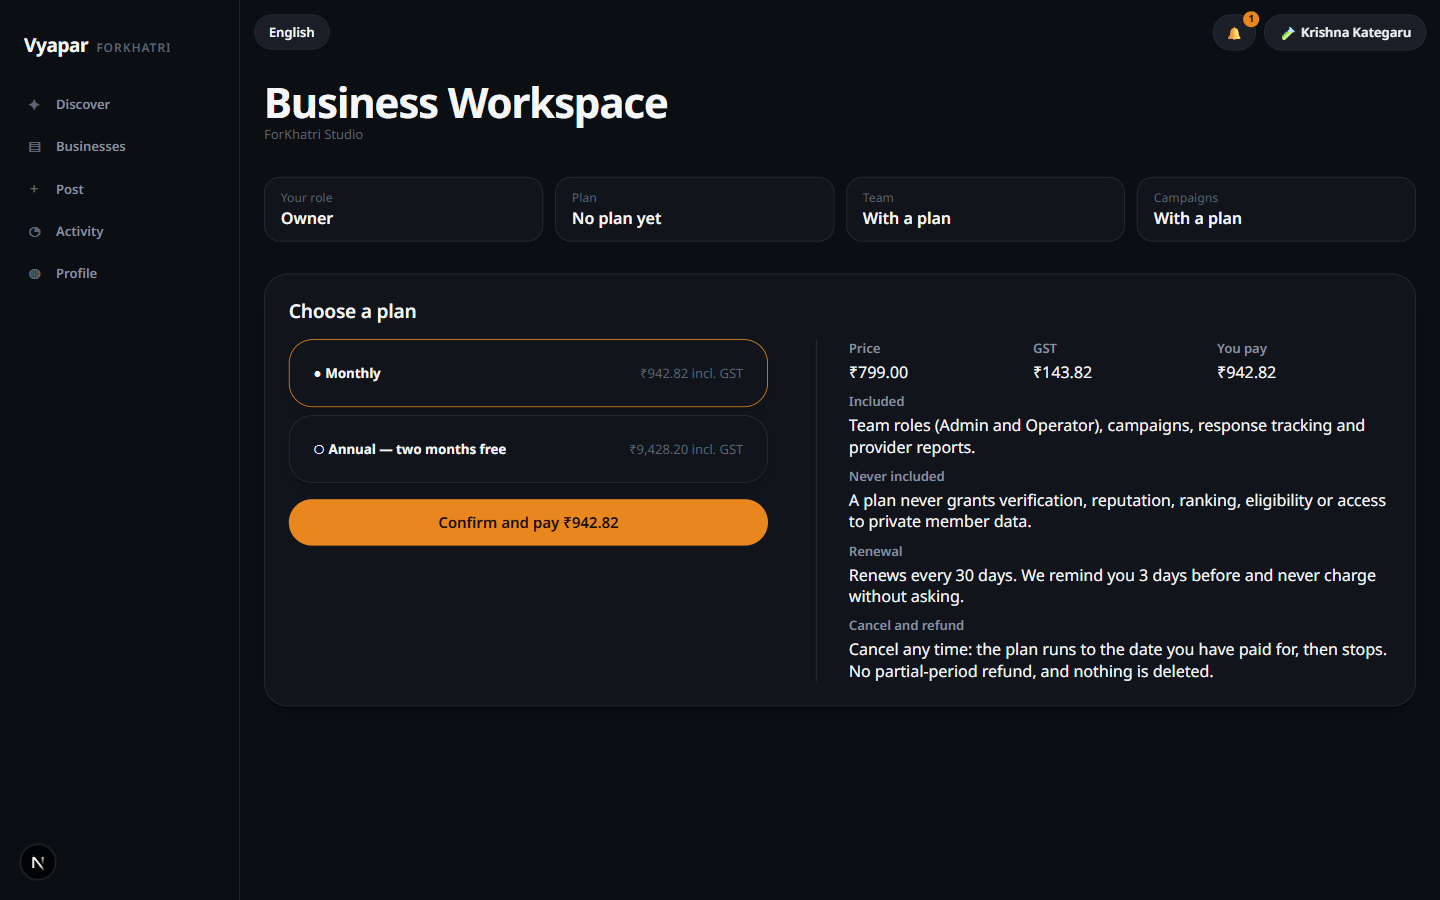 Vyapar FORKHATRI
English
1
Krishna Kategaru
Discover
Businesses
Post
Activity
Profile
Business Workspace
ForKhatri Studio
Your role
Owner
Plan
No plan yet
Team
With a plan
Campaigns
With a plan
Choose a plan
Monthly ₹942.82 incl. GST
Annual — two months free ₹9,428.20 incl. GST
Confirm and pay ₹942.82
Price GST You pay
₹799.00 ₹143.82 ₹942.82
Included
Team roles (Admin and Operator), campaigns, response tracking and
provider reports.
Never included
A plan never grants verification, reputation, ranking, eligibility or access
to private member data.
Renewal
Renews every 30 days. We remind you 3 days before and never charge
without asking.
Cancel and refund
Cancel any time: the plan runs to the date you have paid for, then stops.
No partial-period refund, and nothing is deleted.
N